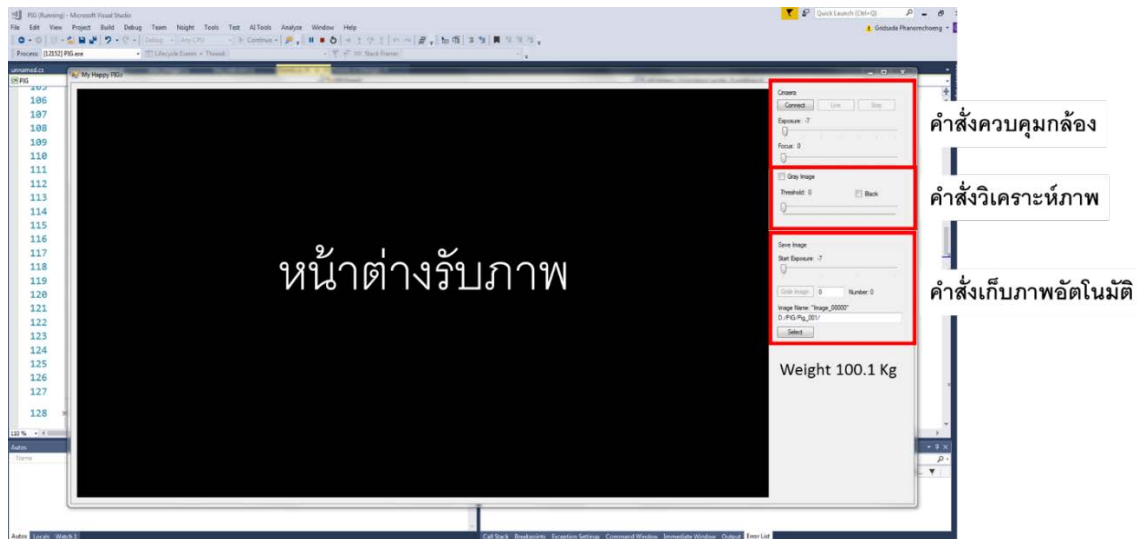 PIG (Running) - Microsoft Visual Studio
Quick Launch (Ctrl+Q)
File Edit View Project Build Debug Team Nsight Tools Test AI Tools Analyze Window Help
Gridsada Phanomchoeng
Debug Any CPU Continue
Process: [12152] PIG.exe Lifecycle Events Thread: Stack Frame:
unnamed.cs
PIG
My Happy PIGs
105
106
107
108
109
110
111
112
113
114
115
116
117
118
119
120
121
122
123
124
125
126
127
128
110 %
หน้าต่างรับภาพ
Camera
Connect Live Stop
Exposure: -7
Focus: 0
คำสั่งควบคุมกล้อง
Gray Image
Threshold: 0 Black
คำสั่งวิเคราะห์ภาพ
Save Image
Start Exposure: -7
Grab Image 0 Number: 0
Image Name: "Image_00000"
D:/PIG/Pig_001/
Select
คำสั่งเก็บภาพอัตโนมัติ
Weight 100.1 Kg
Autos
Name
Autos Locals Watch 1
Call Stack Breakpoints Exception Settings Command Window Immediate Window Output Error List